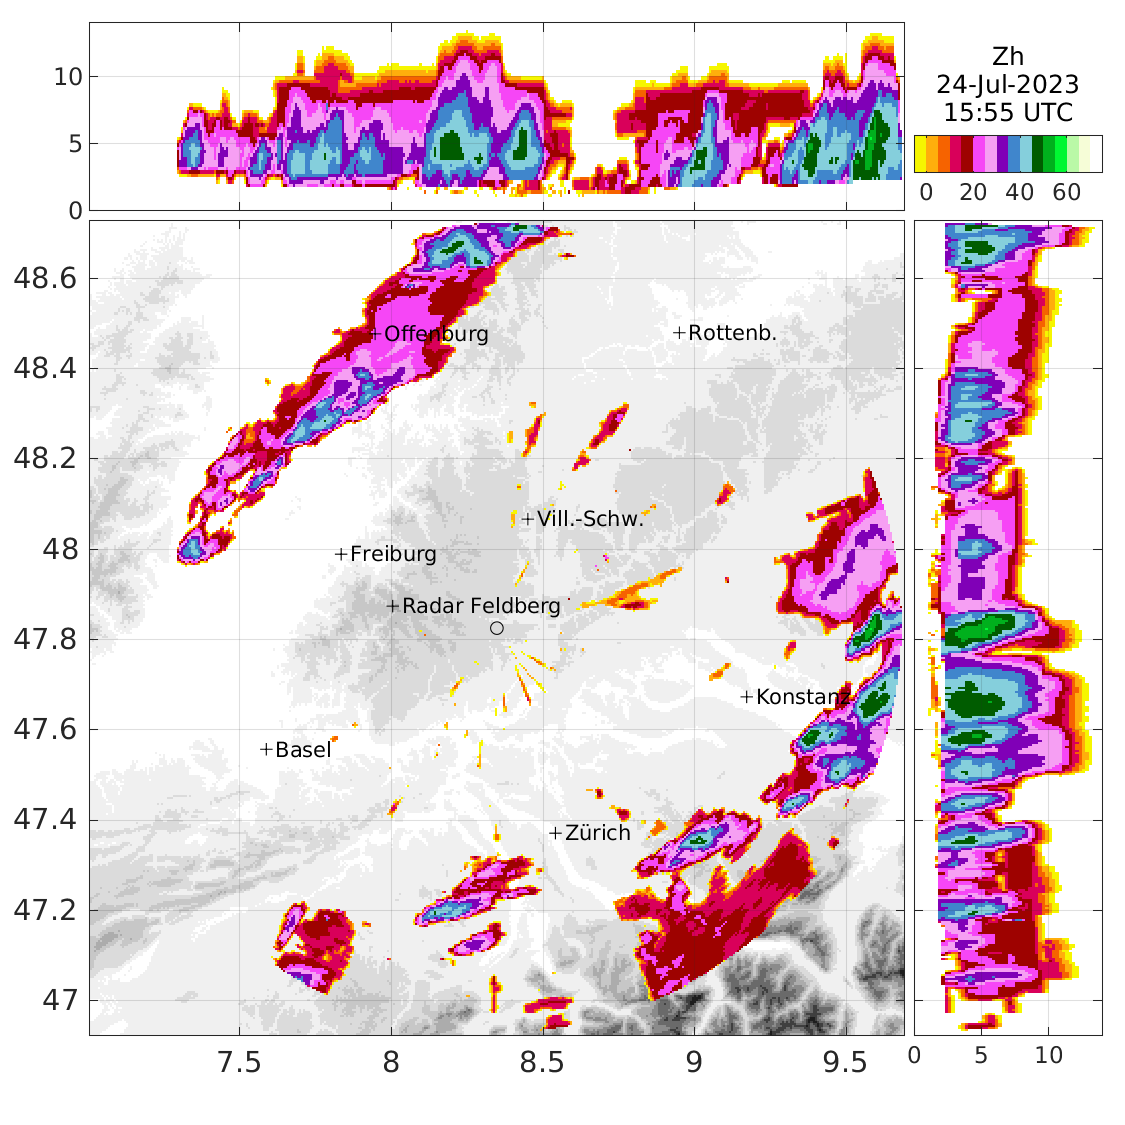 10
5
0
Zh
24-Jul-2023
15:55 UTC
0 20 40 60
48.6
Offenburg
Rottenb.
48.4
48.2
Vill.-Schw.
48
Freiburg
Radar Feldberg
47.8
Konstanz
47.6
Basel
47.4
Zürich
47.2
47
7.5 8 8.5 9 9.5
0 5 10